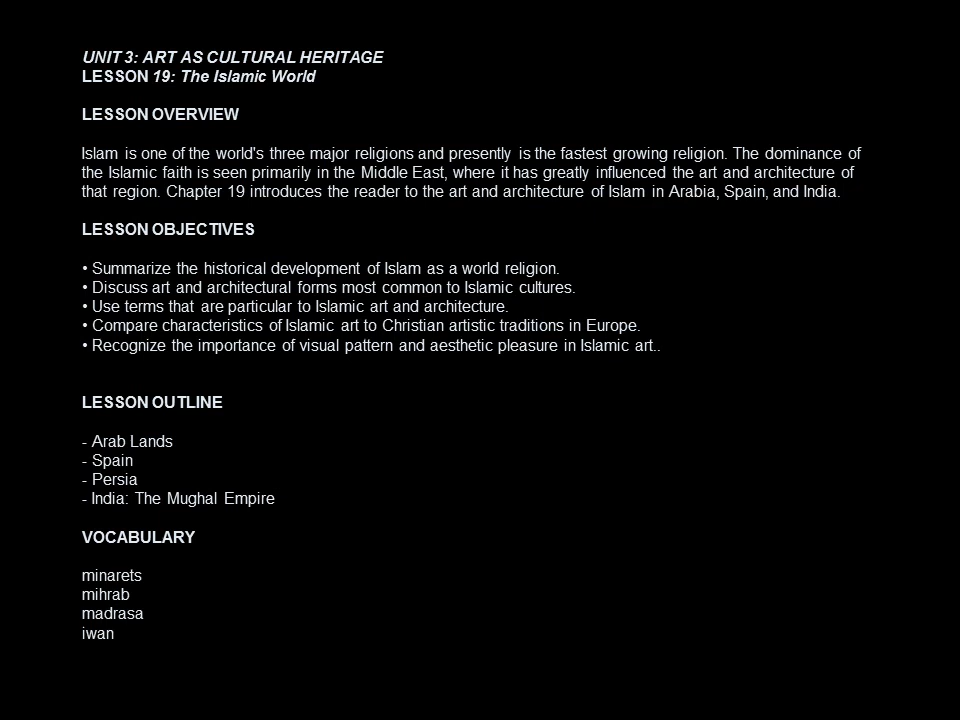 UNIT 3: ART AS CULTURAL HERITAGE
LESSON 19: The Islamic World
LESSON OVERVIEW
Islam is one of the world's three major religions and presently is the fastest growing religion. The dominance of
the Islamic faith is seen primarily in the Middle East, where it has greatly influenced the art and architecture of
that region. Chapter 19 introduces the reader to the art and architecture of Islam in Arabia, Spain, and India.
LESSON OBJECTIVES
• Summarize the historical development of Islam as a world religion.
• Discuss art and architectural forms most common to Islamic cultures.
• Use terms that are particular to Islamic art and architecture.
• Compare characteristics of Islamic art to Christian artistic traditions in Europe.
• Recognize the importance of visual pattern and aesthetic pleasure in Islamic art..
LESSON OUTLINE
- Arab Lands
- Spain
- Persia
- India: The Mughal Empire
VOCABULARY
minarets
mihrab
madrasa
iwan